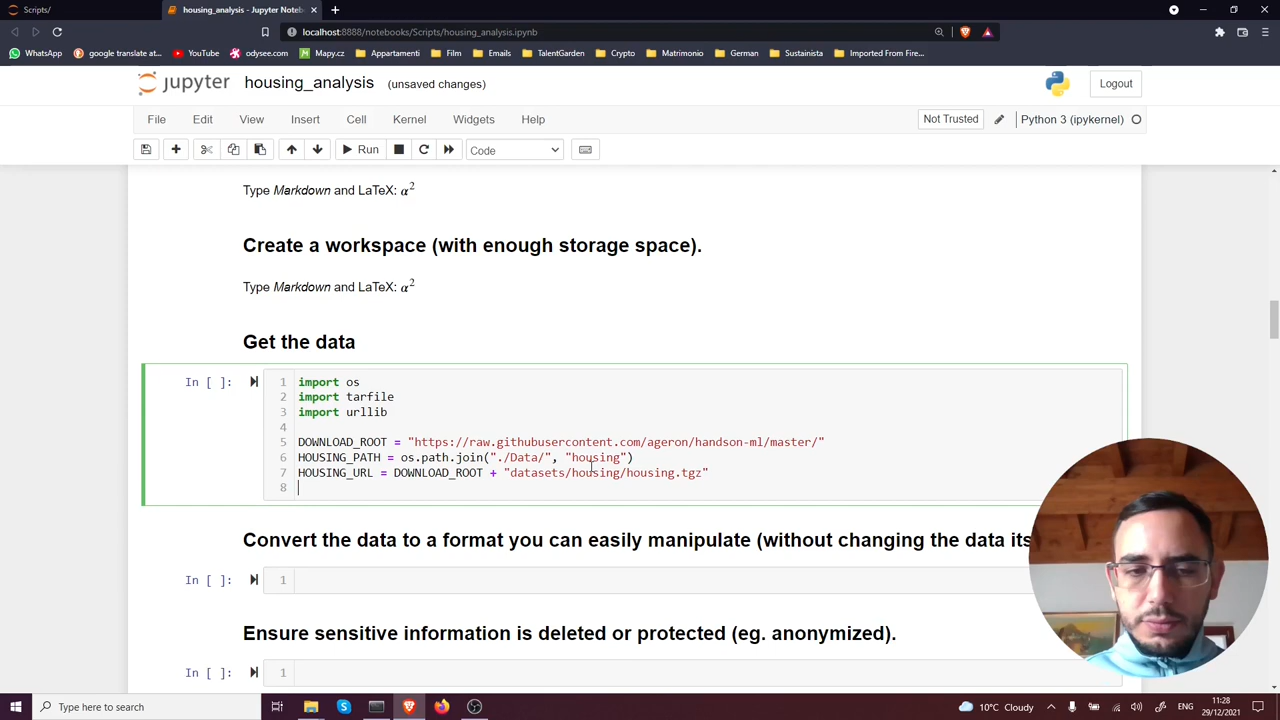 Scripts/
housing_analysis - Jupyter Noteb
localhost:8888/notebooks/Scripts/housing_analysis.ipynb
WhatsApp google translate at... YouTube odysee.com Mapy.cz Appartamenti Film Emails TalentGarden Crypto Matrimonio German Sustainista Imported From Fire...
jupyter housing_analysis (unsaved changes) Logout
File Edit View Insert Cell Kernel Widgets Help Not Trusted Python 3 (ipykernel)
Run Code
Type Markdown and LaTeX: α²
Create a workspace (with enough storage space).
Type Markdown and LaTeX: α²
Get the data
In [ ]: 1 import os
2 import tarfile
3 import urllib
4
5 DOWNLOAD_ROOT = "https://raw.githubusercontent.com/ageron/handson-ml/master/"
6 HOUSING_PATH = os.path.join("./Data/", "housing")
7 HOUSING_URL = DOWNLOAD_ROOT + "datasets/housing/housing.tgz"
8
Convert the data to a format you can easily manipulate (without changing the data its
In [ ]: 1
Ensure sensitive information is deleted or protected (eg. anonymized).
In [ ]: 1
Type here to search
10°C Cloudy
ENG
11:28
29/12/2021